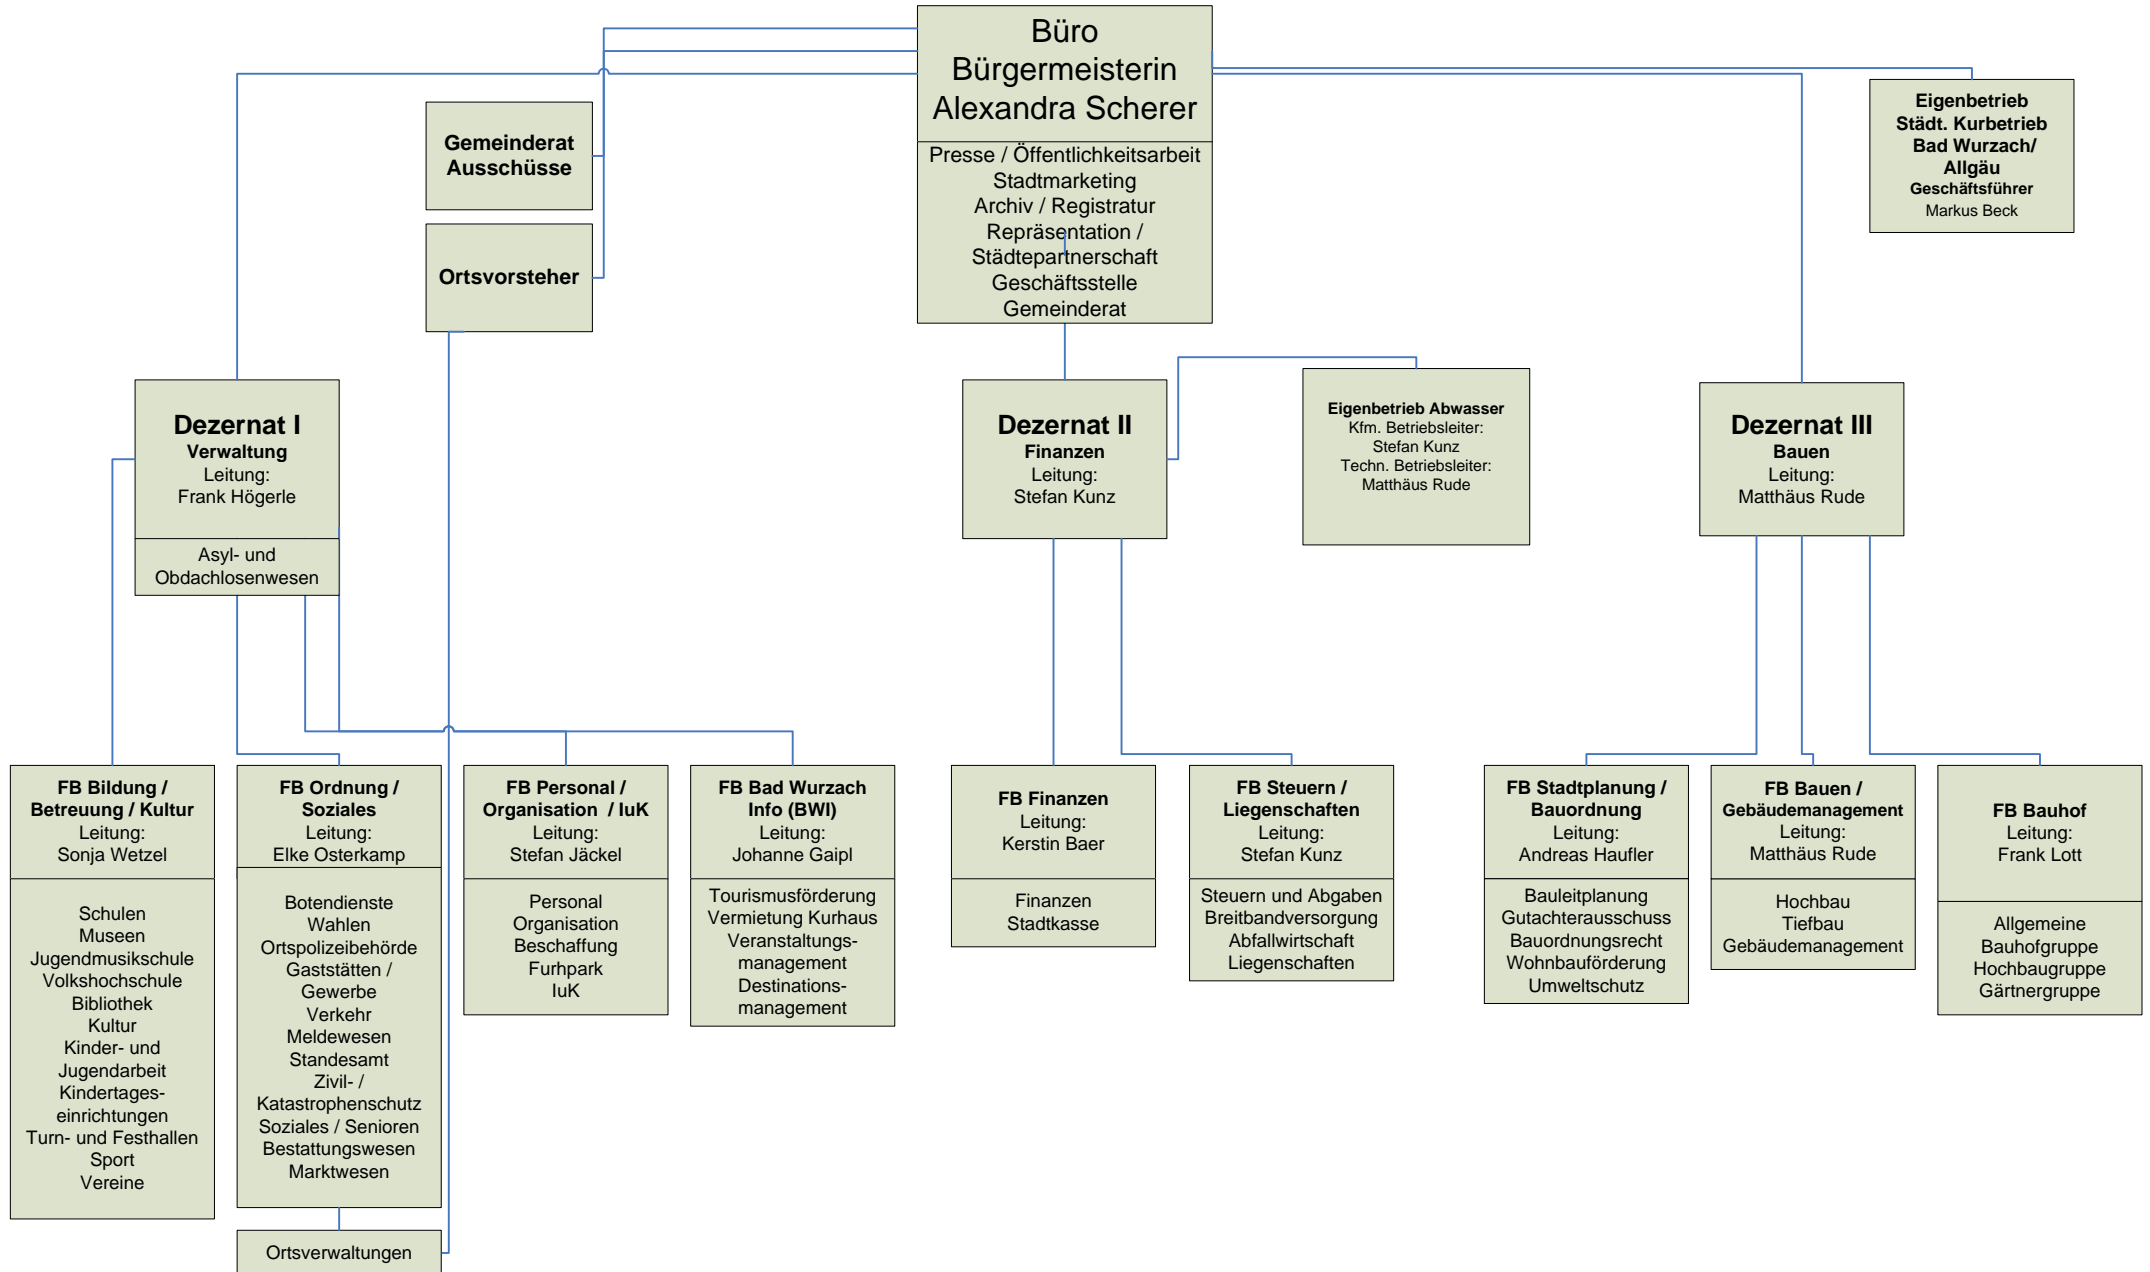 Büro
Bürgermeisterin
Alexandra Scherer
Presse / Öffentlichkeitsarbeit
Stadtmarketing
Archiv / Registratur
Repräsentation /
Städtepartnerschaft
Geschäftsstelle
Gemeinderat
Gemeinderat
Ausschüsse
Ortsvorsteher
Eigenbetrieb
Städt. Kurbetrieb
Bad Wurzach/
Allgäu
Geschäftsführer
Markus Beck
Dezernat I
Verwaltung
Leitung:
Frank Högerle
Asyl- und
Obdachlosenwesen
Dezernat II
Finanzen
Leitung:
Stefan Kunz
Eigenbetrieb Abwasser
Kfm. Betriebsleiter:
Stefan Kunz
Techn. Betriebsleiter:
Matthäus Rude
Dezernat III
Bauen
Leitung:
Matthäus Rude
FB Bildung /
Betreuung / Kultur
Leitung:
Sonja Wetzel
Schulen
Museen
Jugendmusikschule
Volkshochschule
Bibliothek
Kultur
Kinder- und
Jugendarbeit
Kindertages-
einrichtungen
Turn- und Festhallen
Sport
Vereine
FB Ordnung /
Soziales
Leitung:
Elke Osterkamp
Botendienste
Wahlen
Ortspolizeibehörde
Gaststätten /
Gewerbe
Verkehr
Meldewesen
Standesamt
Zivil- /
Katastrophenschutz
Soziales / Senioren
Bestattungswesen
Marktwesen
Ortsverwaltungen
FB Personal /
Organisation / IuK
Leitung:
Stefan Jäckel
Personal
Organisation
Beschaffung
Furhpark
IuK
FB Bad Wurzach
Info (BWI)
Leitung:
Johanne Gaipl
Tourismusförderung
Vermietung Kurhaus
Veranstaltungs-
management
Destinations-
management
FB Finanzen
Leitung:
Kerstin Baer
Finanzen
Stadtkasse
FB Steuern /
Liegenschaften
Leitung:
Stefan Kunz
Steuern und Abgaben
Breitbandversorgung
Abfallwirtschaft
Liegenschaften
FB Stadtplanung /
Bauordnung
Leitung:
Andreas Haufler
Bauleitplanung
Gutachterausschuss
Bauordnungsrecht
Wohnbauförderung
Umweltschutz
FB Bauen /
Gebäudemanagement
Leitung:
Matthäus Rude
Hochbau
Tiefbau
Gebäudemanagement
FB Bauhof
Leitung:
Frank Lott
Allgemeine
Bauhofgruppe
Hochbaugruppe
Gärtnergruppe